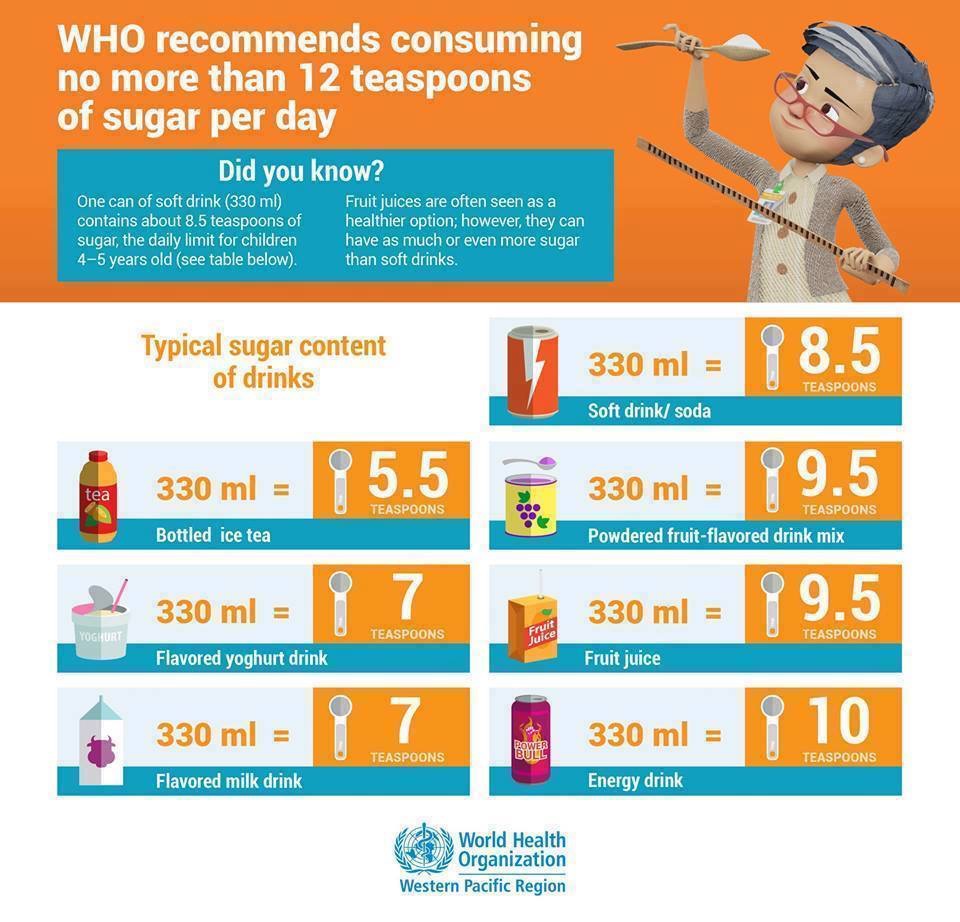 WHO recommends consuming
no more than 12 teaspoons
of sugar per day
Did you know?
One can of soft drink (330 ml)
contains about 8.5 teaspoons of
sugar, the daily limit for children
4–5 years old (see table below).
Fruit juices are often seen as a
healthier option; however, they can
have as much or even more sugar
than soft drinks.
Typical sugar content
of drinks
330 ml = 8.5
TEASPOONS
Soft drink/ soda
tea
330 ml = 5.5
TEASPOONS
Bottled ice tea
330 ml = 9.5
TEASPOONS
Powdered fruit-flavored drink mix
YOGHURT
330 ml = 7
TEASPOONS
Flavored yoghurt drink
Fruit
Juice
330 ml = 9.5
TEASPOONS
Fruit juice
330 ml = 7
TEASPOONS
Flavored milk drink
POWER
BULL
330 ml = 10
TEASPOONS
Energy drink
World Health
Organization
Western Pacific Region